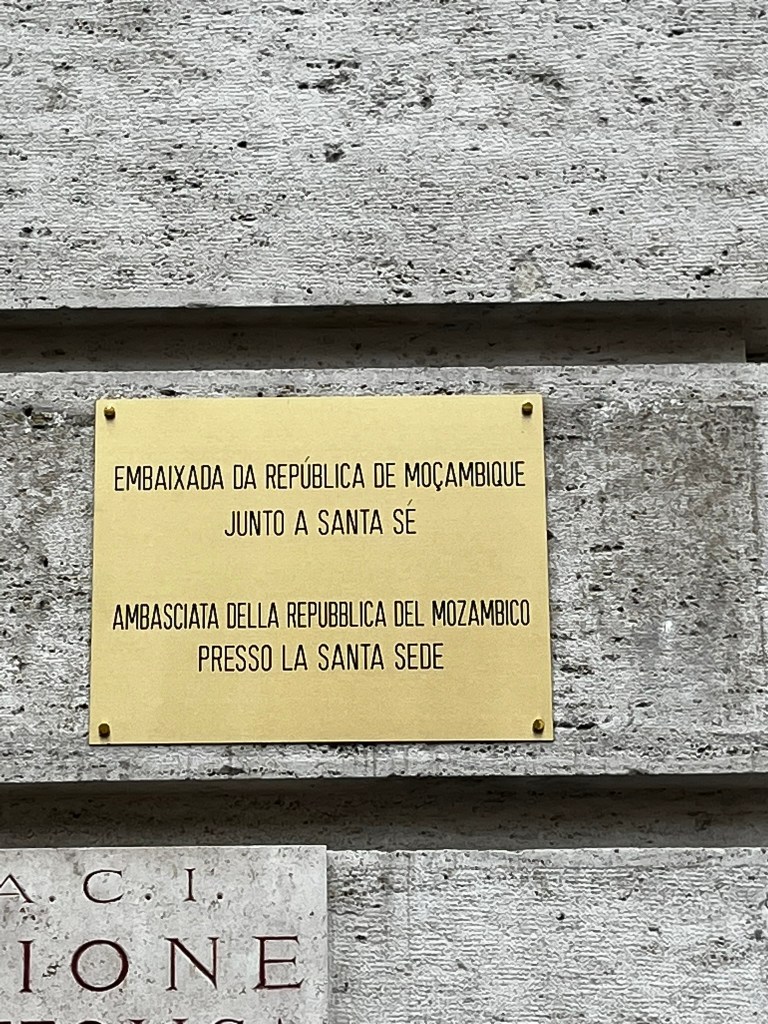 EMBAIXADA DA REPÚBLICA DE MOÇAMBIQUE
JUNTO A SANTA SÉ
AMBASCIATA DELLA REPUBBLICA DEL MOZAMBICO
PRESSO LA SANTA SEDE
A.C.I.
IONE